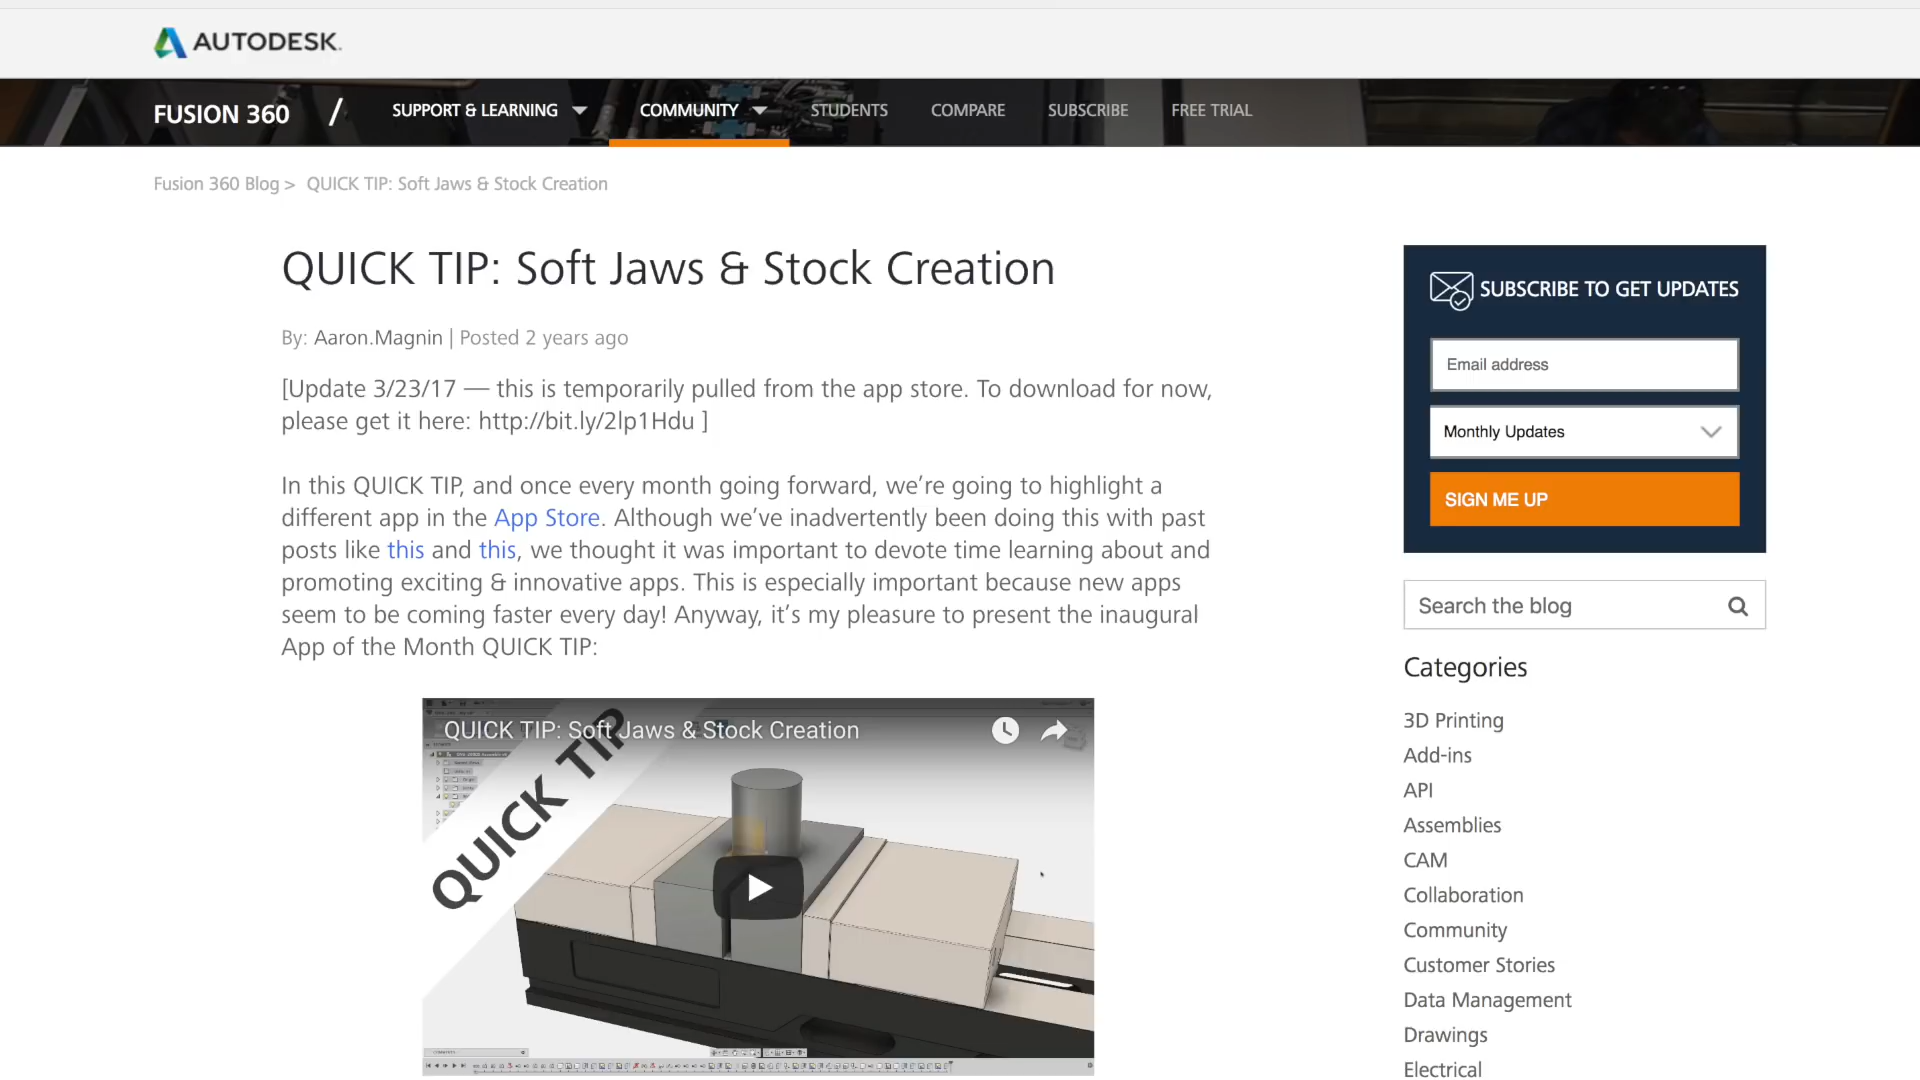 AUTODESK.
FUSION 360 / SUPPORT & LEARNING COMMUNITY STUDENTS COMPARE SUBSCRIBE FREE TRIAL
Fusion 360 Blog > QUICK TIP: Soft Jaws & Stock Creation
QUICK TIP: Soft Jaws & Stock Creation
By: Aaron.Magnin | Posted 2 years ago
[Update 3/23/17 — this is temporarily pulled from the app store. To download for now,
please get it here: http://bit.ly/2lp1Hdu ]
In this QUICK TIP, and once every month going forward, we’re going to highlight a
different app in the App Store. Although we’ve inadvertently been doing this with past
posts like this and this, we thought it was important to devote time learning about and
promoting exciting & innovative apps. This is especially important because new apps
seem to be coming faster every day! Anyway, it’s my pleasure to present the inaugural
App of the Month QUICK TIP:
QUICK TIP: Soft Jaws & Stock Creation
QUICK TIP
SUBSCRIBE TO GET UPDATES
Email address
Monthly Updates
SIGN ME UP
Search the blog
Categories
3D Printing
Add-ins
API
Assemblies
CAM
Collaboration
Community
Customer Stories
Data Management
Drawings
Electrical